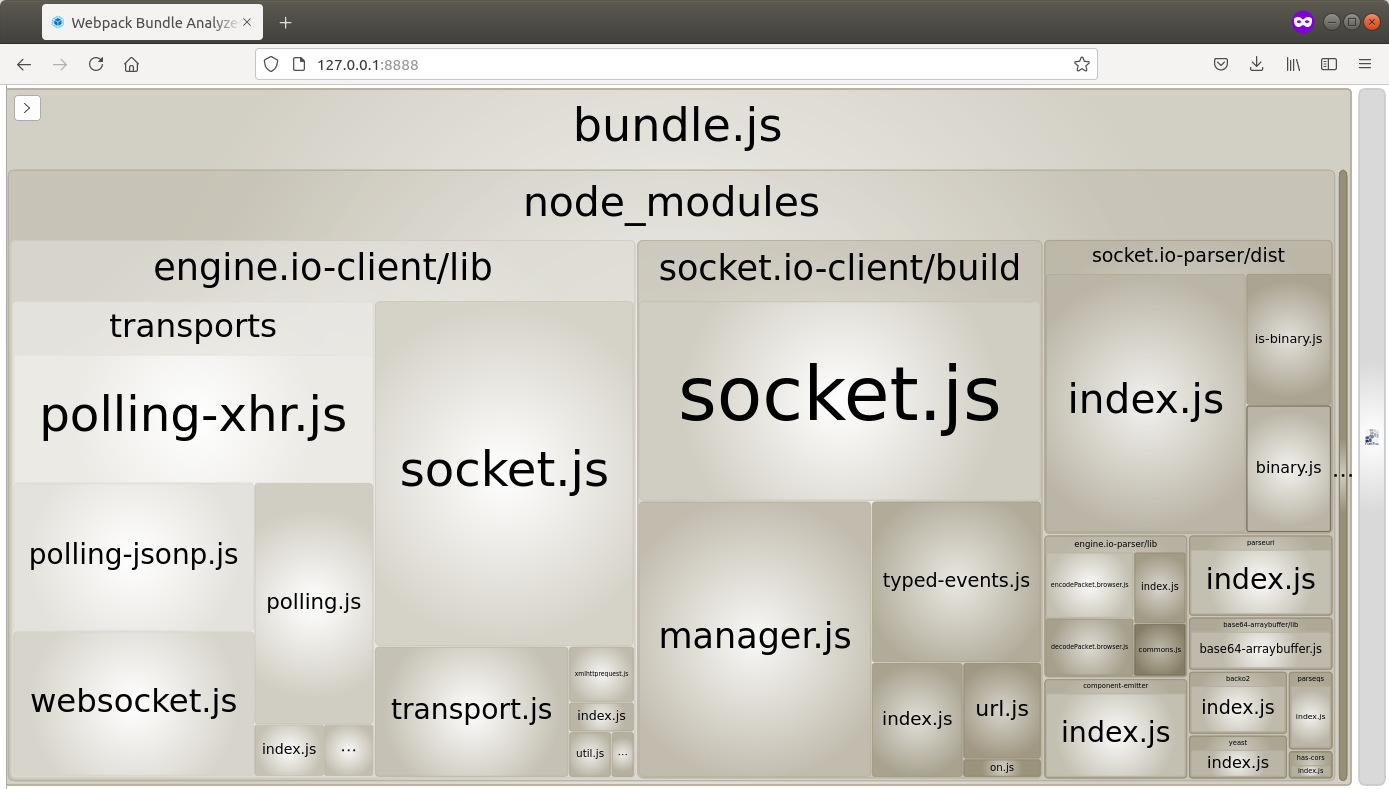 Webpack Bundle Analyze
127.0.0.1:8888
bundle.js
node_modules
engine.io-client/lib
transports
polling-xhr.js
polling-jsonp.js
websocket.js
polling.js
index.js
...
socket.js
transport.js
xmlhttprequest.js
index.js
util.js
...
socket.io-client/build
socket.js
manager.js
typed-events.js
index.js
url.js
on.js
socket.io-parser/dist
index.js
is-binary.js
binary.js
engine.io-parser/lib
encodePacket.browser.js
index.js
decodePacket.browser.js
commons.js
component-emitter
index.js
parseuri
index.js
base64-arraybuffer/lib
base64-arraybuffer.js
backo2
index.js
parseqs
index.js
yeast
index.js
has-cors
index.js
...